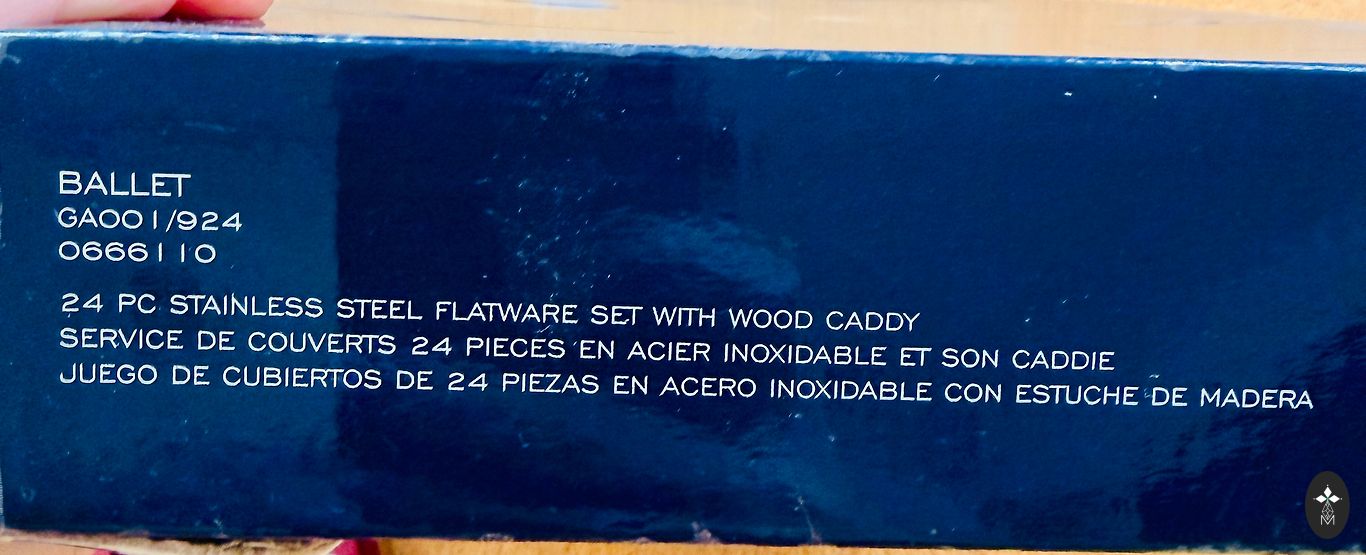 BALLET
GA001/924
0666110
24 PC STAINLESS STEEL FLATWARE SET WITH WOOD CADDY
SERVICE DE COUVERTS 24 PIECES EN ACIER INOXIDABLE ET SON CADDIE
JUEGO DE CUBIERTOS DE 24 PIEZAS EN ACERO INOXIDABLE CON ESTUCHE DE MADERA
M